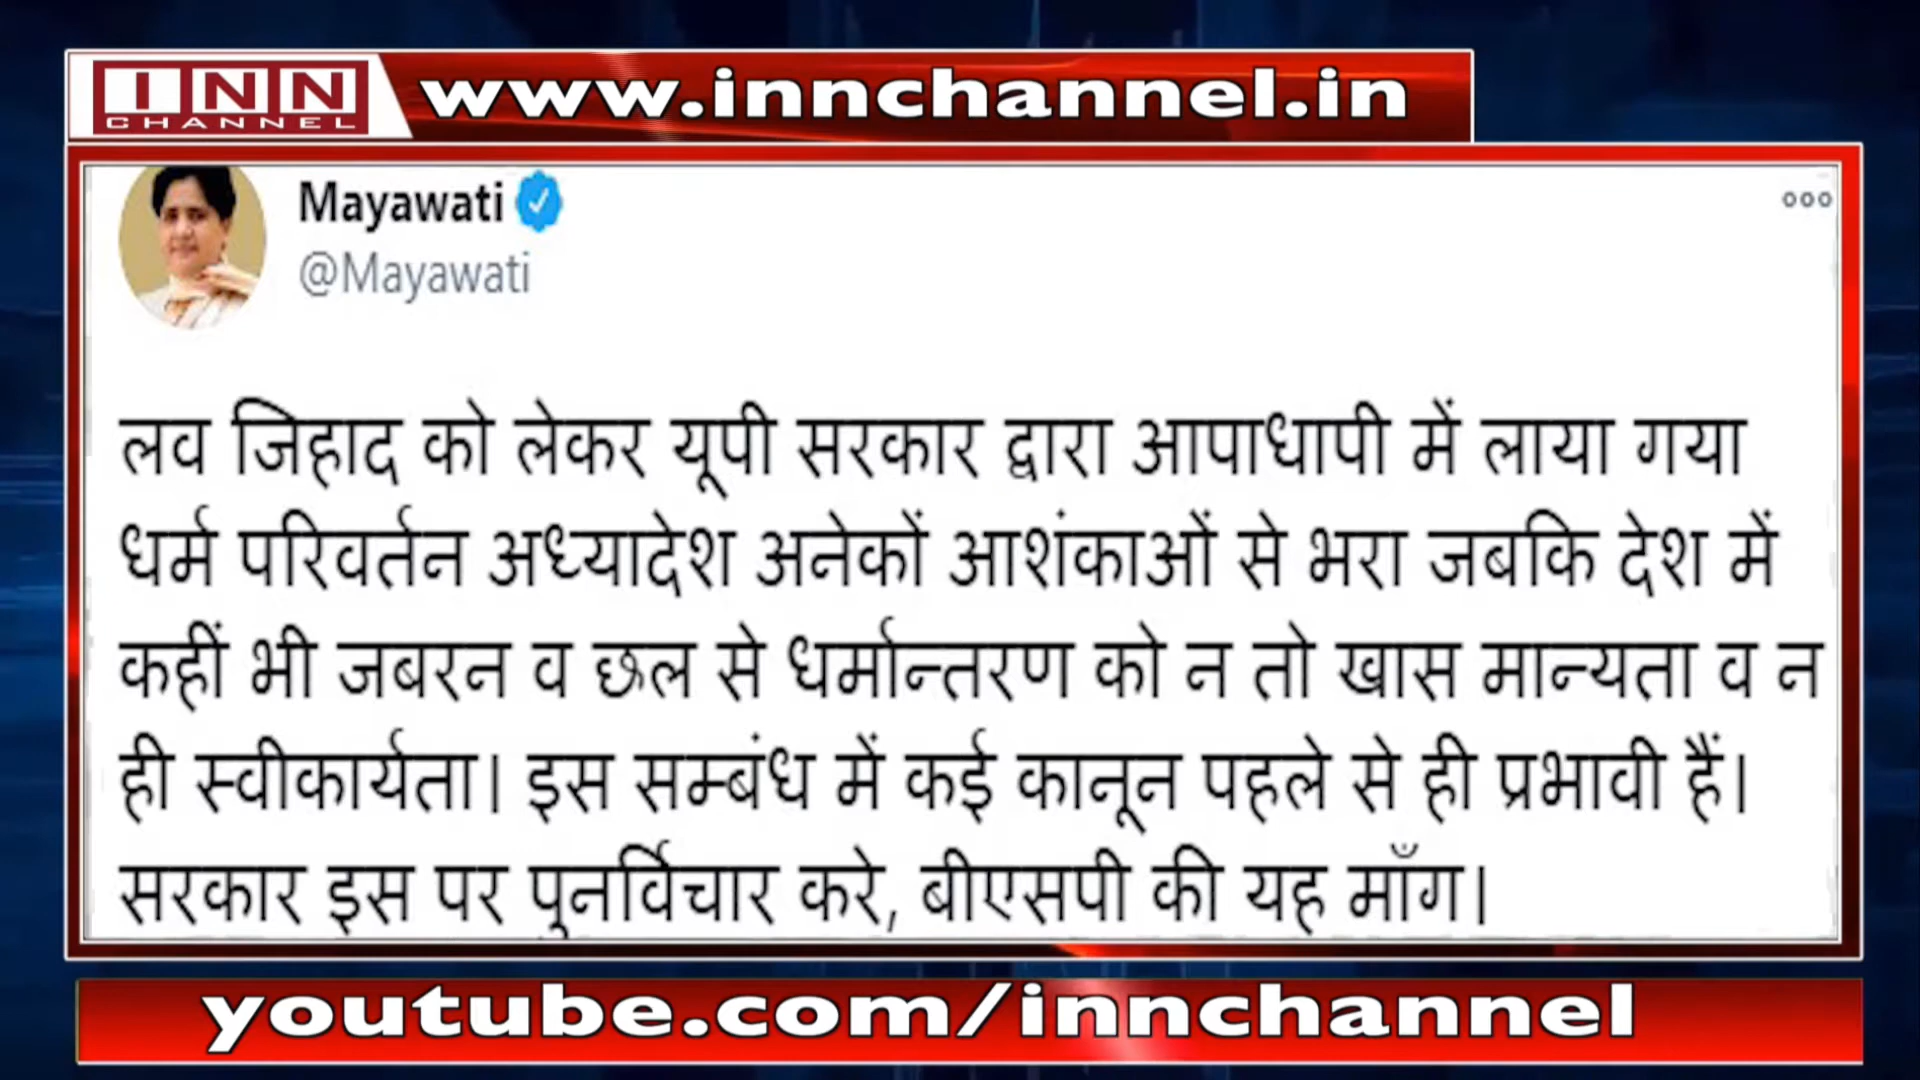 INN
CHANNEL
www.innchannel.in
Mayawati
@Mayawati
लव जिहाद को लेकर यूपी सरकार द्वारा आपाधापी में लाया गया
धर्म परिवर्तन अध्यादेश अनेकों आशंकाओं से भरा जबकि देश में
कहीं भी जबरन व छल से धर्मान्तरण को न तो खास मान्यता व न
ही स्वीकार्यता। इस सम्बंध में कई कानून पहले से ही प्रभावी हैं।
सरकार इस पर पुनर्विचार करे, बीएसपी की यह माँग।
youtube.com/innchannel